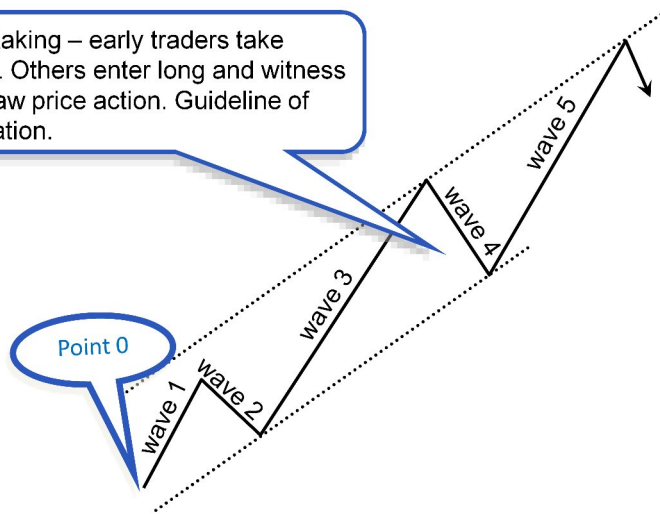 aking – early traders take
. Others enter long and witness
aw price action. Guideline of
ation.
wave 5
wave 4
wave 3
Point 0
wave 2
wave 1